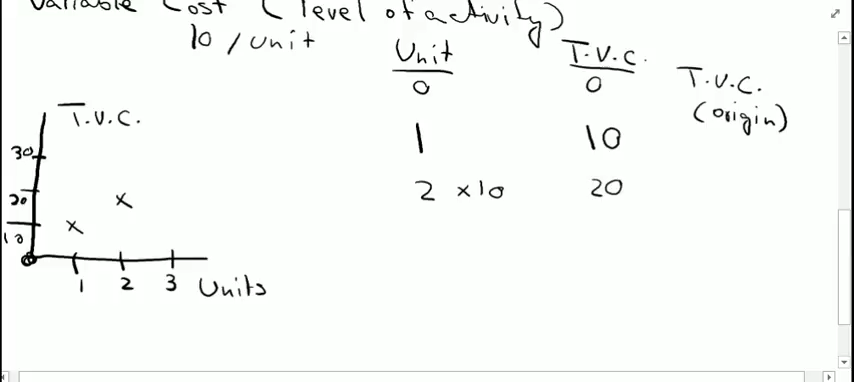 Variable Cost (level of activity)
10 / unit
Unit T.V.C.
0 0 T.V.C.
(origin)
T.V.C.
1 10
30
2 x10 20
20
10
1 2 3 Units